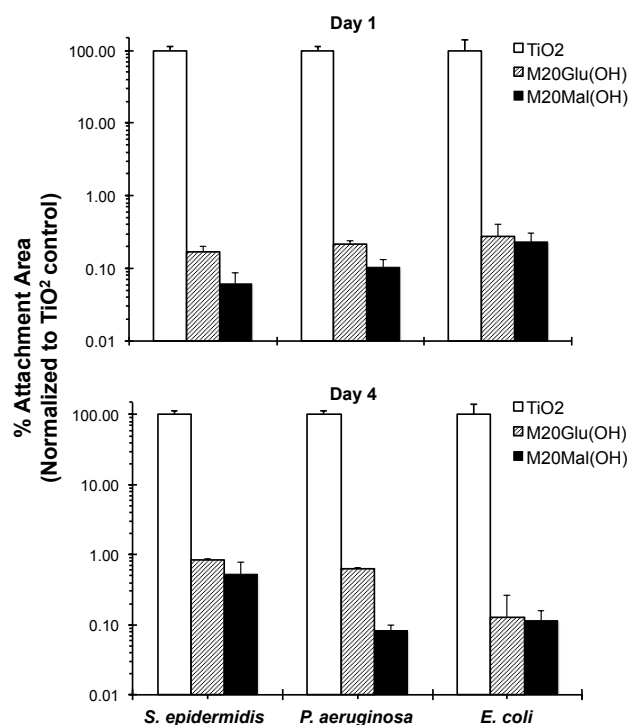 Day 1
100.00
10.00
1.00
0.10
0.01
TiO2
M20Glu(OH)
M20Mal(OH)
% Attachment Area
(Normalized to TiO² control)
Day 4
100.00
10.00
1.00
0.10
0.01
TiO2
M20Glu(OH)
M20Mal(OH)
S. epidermidis P. aeruginosa E. coli